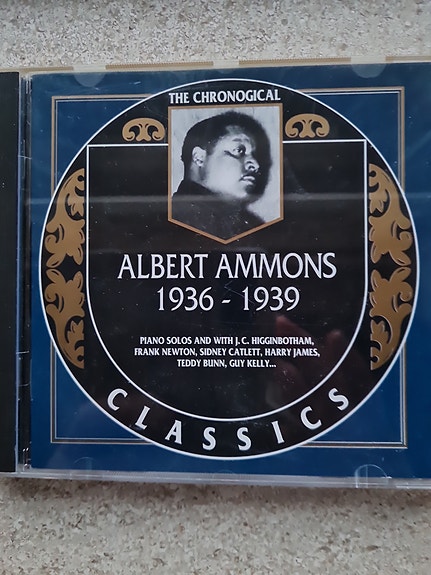 THE CHRONOGICAL
ALBERT AMMONS
1936 - 1939
PIANO SOLOS AND WITH J. C. HIGGINBOTHAM,
FRANK NEWTON, SIDNEY CATLETT, HARRY JAMES,
TEDDY BUNN, GUY KELLY...
CLASSICS